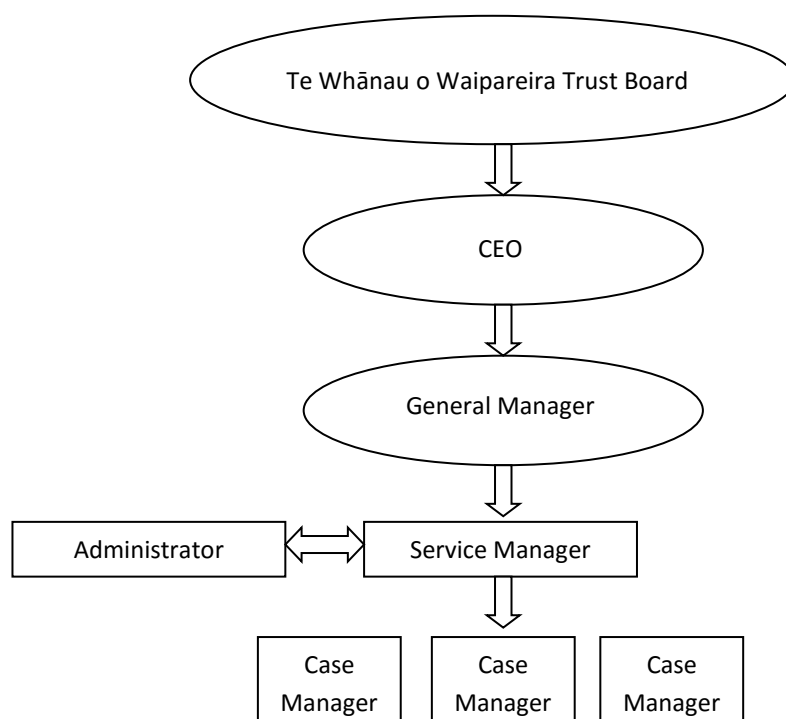 Te Whānau o Waipareira Trust Board
CEO
General Manager
Administrator
Service Manager
Case
Manager
Case
Manager
Case
Manager